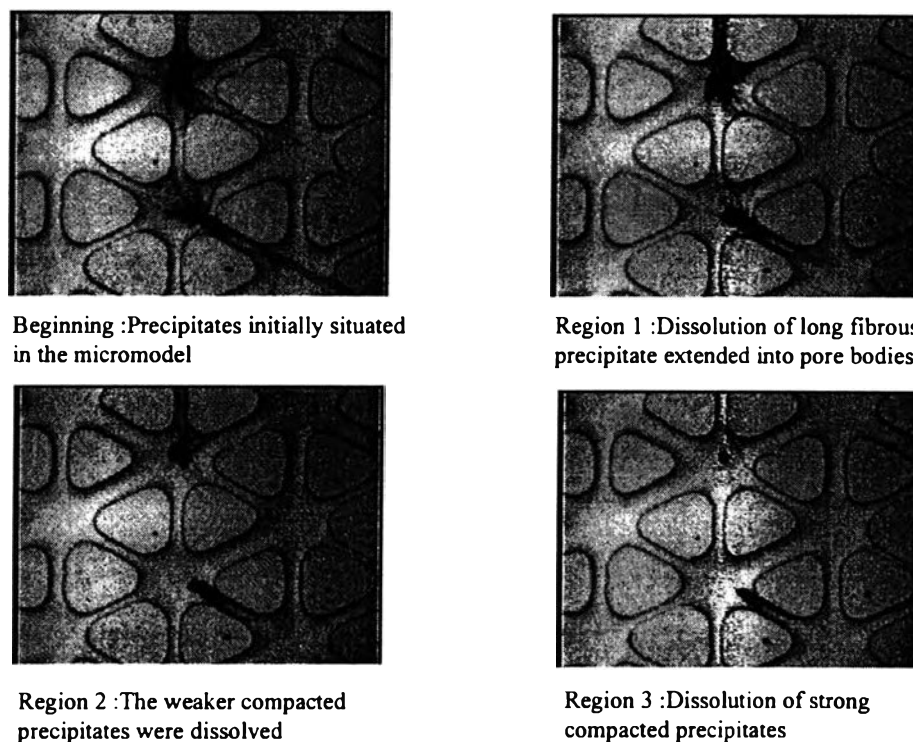 Beginning :Precipitates initially situated
in the micromodel
Region 1 :Dissolution of long fibrous
precipitate extended into pore bodies
Region 2 :The weaker compacted
precipitates were dissolved
Region 3 :Dissolution of strong
compacted precipitates